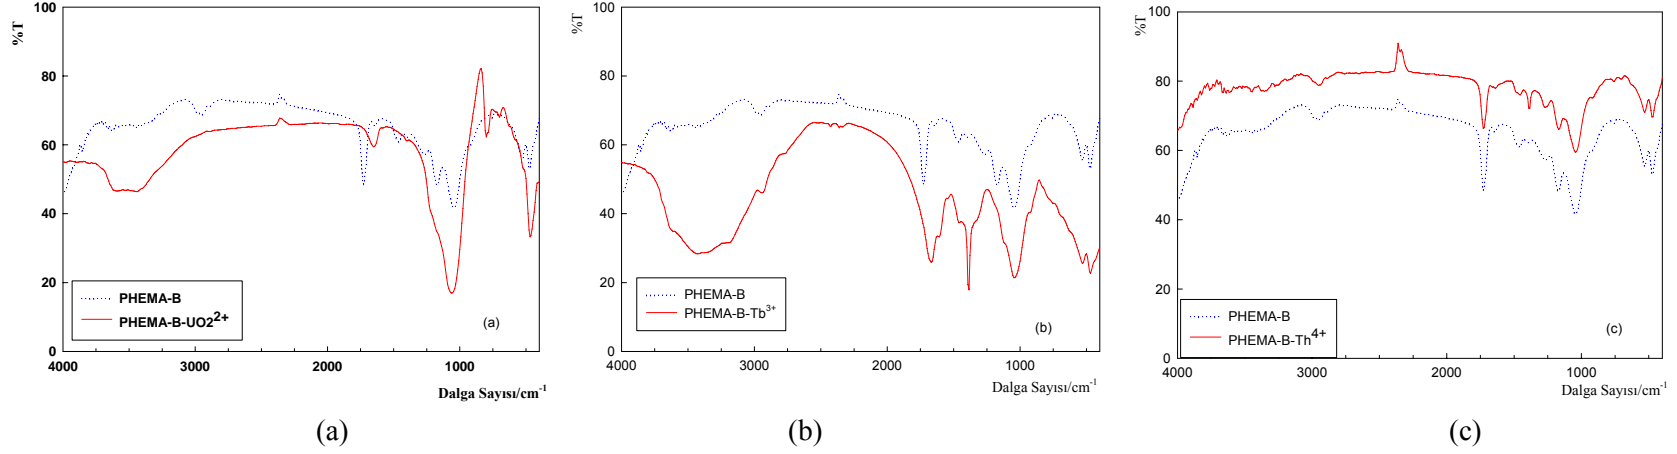 %T
100
80
60
40
20
0
PHEMA-B
PHEMA-B-UO2²⁺
(a)
4000 3000 2000 1000
Dalga Sayısı/cm⁻¹
(a)
%T
100
80
60
40
20
0
PHEMA-B
PHEMA-B-Tb³⁺
(b)
4000 3000 2000 1000
Dalga Sayısı/cm⁻¹
(b)
%T
100
80
60
40
20
0
PHEMA-B
PHEMA-B-Th⁴⁺
(c)
4000 3000 2000 1000
Dalga Sayısı/cm⁻¹
(c)